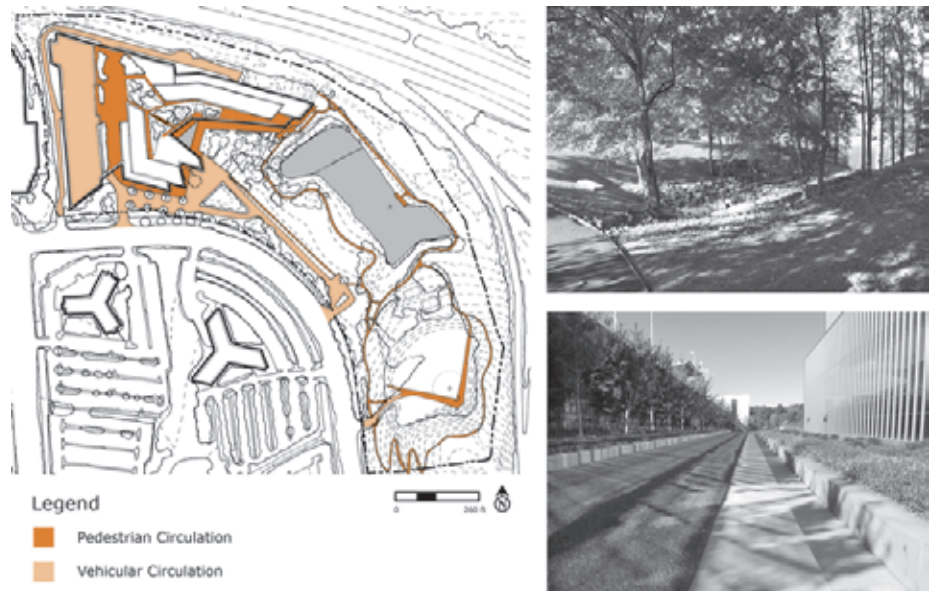 Legend
0 260 ft
N
Pedestrian Circulation
Vehicular Circulation